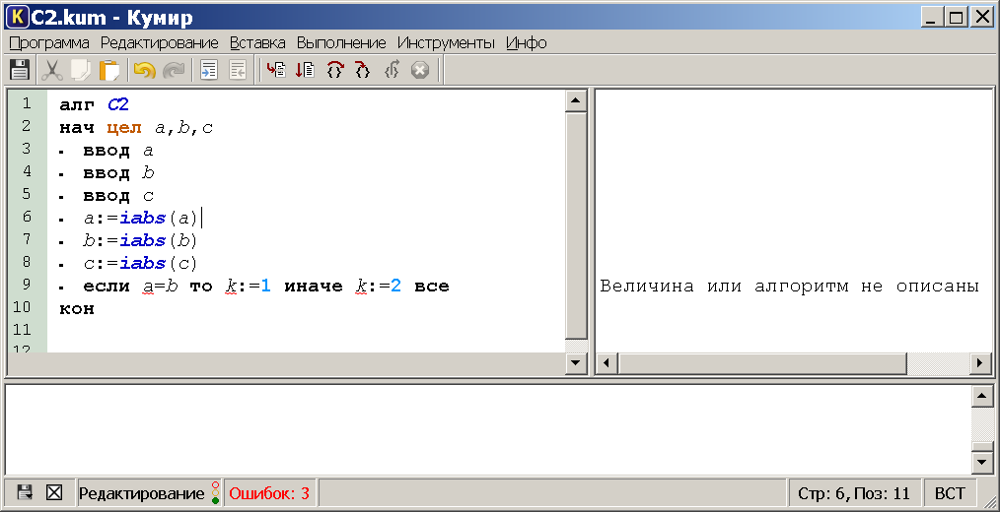 C2.kum - Кумир
Программа Редактирование Вставка Выполнение Инструменты Инфо
1 алг C2
2 нач цел a,b,c
3 . ввод a
4 . ввод b
5 . ввод c
6 . a:=iabs(a)
7 . b:=iabs(b)
8 . c:=iabs(c)
9 . если a=b то k:=1 иначе k:=2 все Величина или алгоритм не описаны
10 кон
11
12
Редактирование Ошибок: 3 Стр: 6, Поз: 11 ВСТ